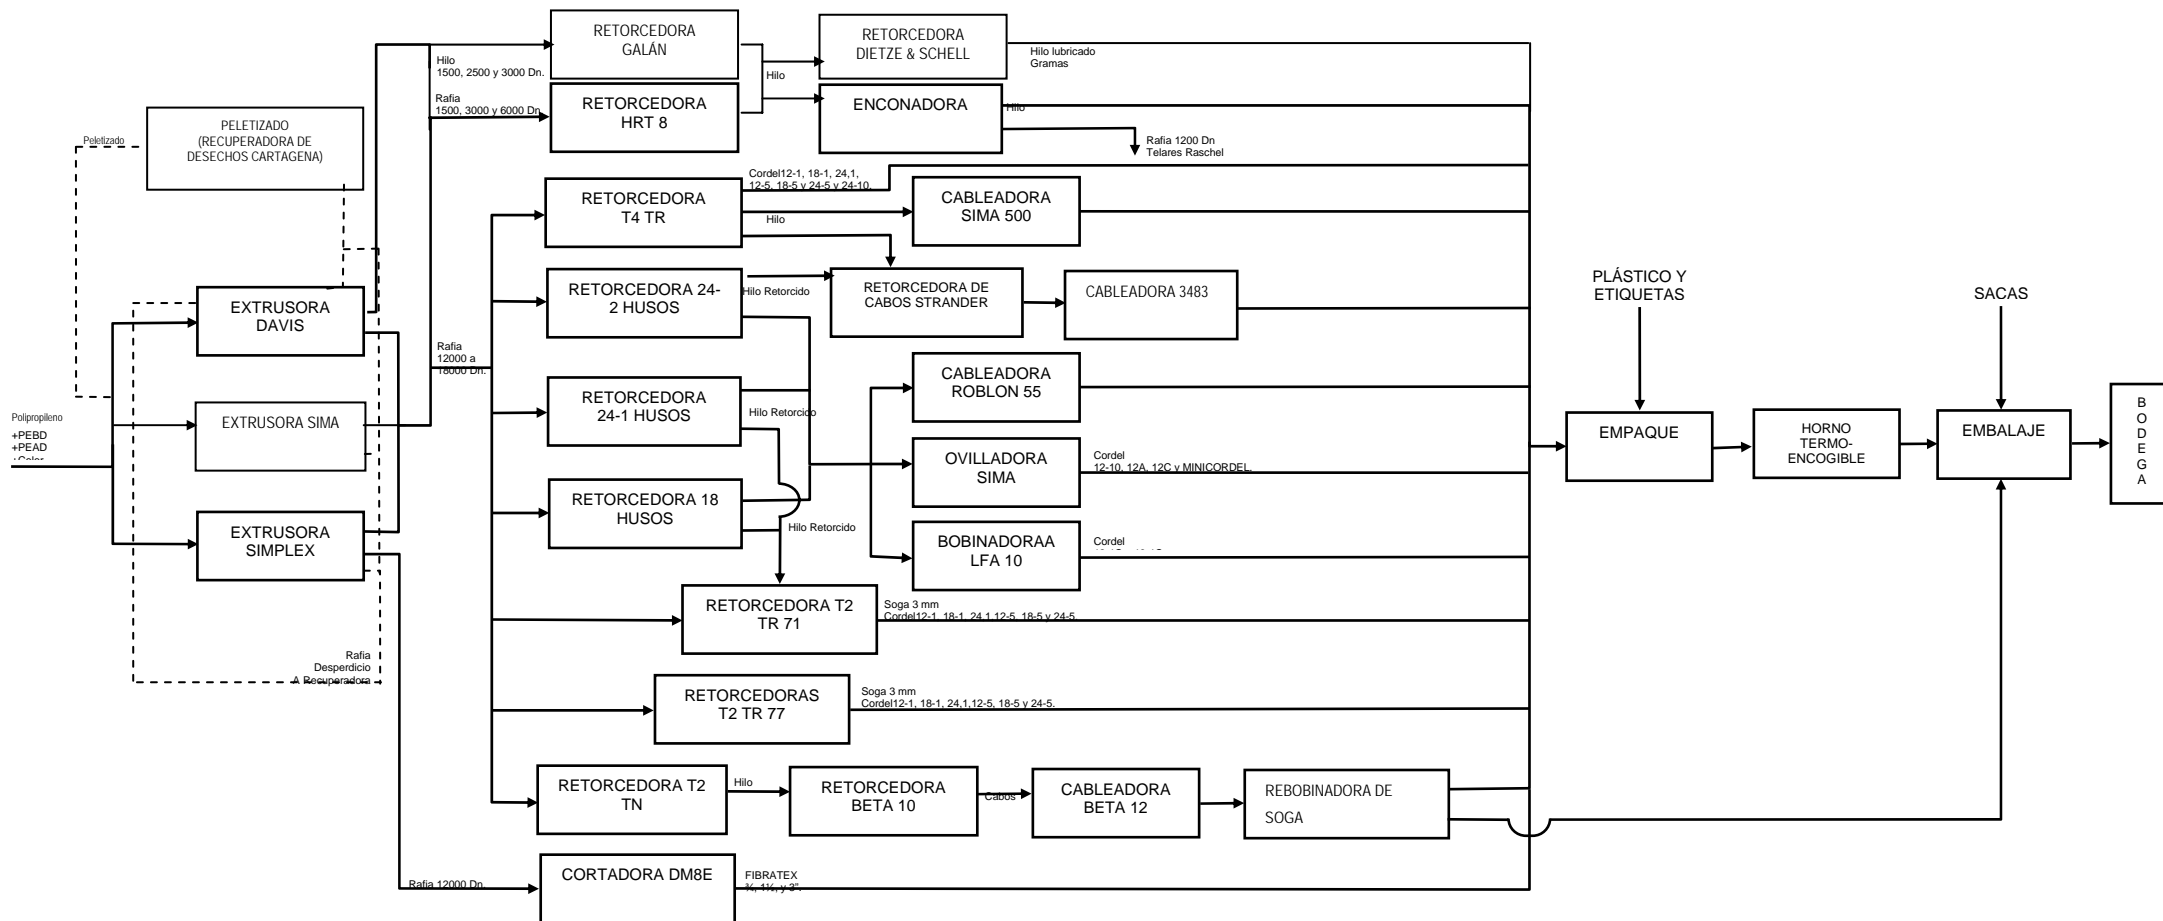 RETORCEDORA
GALÁN
RETORCEDORA
DIETZE & SCHELL
Hilo lubricado
Gramas
Hilo
1500, 2500 y 3000 Dn.
Hilo
Rafia
1500, 3000 y 6000 Dn.
RETORCEDORA
HRT 8
ENCONADORA
Hilo
Rafia 1200 Dn
Telares Raschel
PELETIZADO
(RECUPERADORA DE
DESECHOS CARTAGENA)
Peletizado
Cordel12-1, 18-1, 24,1,
12-5, 18-5 y 24-5 y 24-10.
RETORCEDORA
T4 TR
Hilo
CABLEADORA
SIMA 500
RETORCEDORA 24-
2 HUSOS
Hilo Retorcido
RETORCEDORA DE
CABOS STRANDER
CABLEADORA 3483
PLÁSTICO Y
ETIQUETAS
SACAS
EXTRUSORA
DAVIS
Rafia
12000 a
18000 Dn.
RETORCEDORA
24-1 HUSOS
Hilo Retorcido
CABLEADORA
ROBLON 55
Polipropileno
+PEBD
+PEAD
+Color
EXTRUSORA SIMA
EMPAQUE
HORNO
TERMO-
ENCOGIBLE
EMBALAJE
B
O
D
E
G
A
OVILLADORA
SIMA
Cordel
12-10, 12A, 12C y MINICORDEL.
RETORCEDORA 18
HUSOS
Hilo Retorcido
EXTRUSORA
SIMPLEX
BOBINADORAA
LFA 10
Cordel
RETORCEDORA T2
TR 71
Soga 3 mm
Cordel12-1, 18-1, 24,1,12-5, 18-5 y 24-5.
Rafia
Desperdicio
A Recuperadora
RETORCEDORAS
T2 TR 77
Soga 3 mm
Cordel12-1, 18-1, 24,1,12-5, 18-5 y 24-5.
RETORCEDORA T2
TN
Hilo
RETORCEDORA
BETA 10
Cabos
CABLEADORA
BETA 12
REBOBINADORA DE
SOGA
Rafia 12000 Dn.
CORTADORA DM8E
FIBRATEX
¾, 1½, y 3".